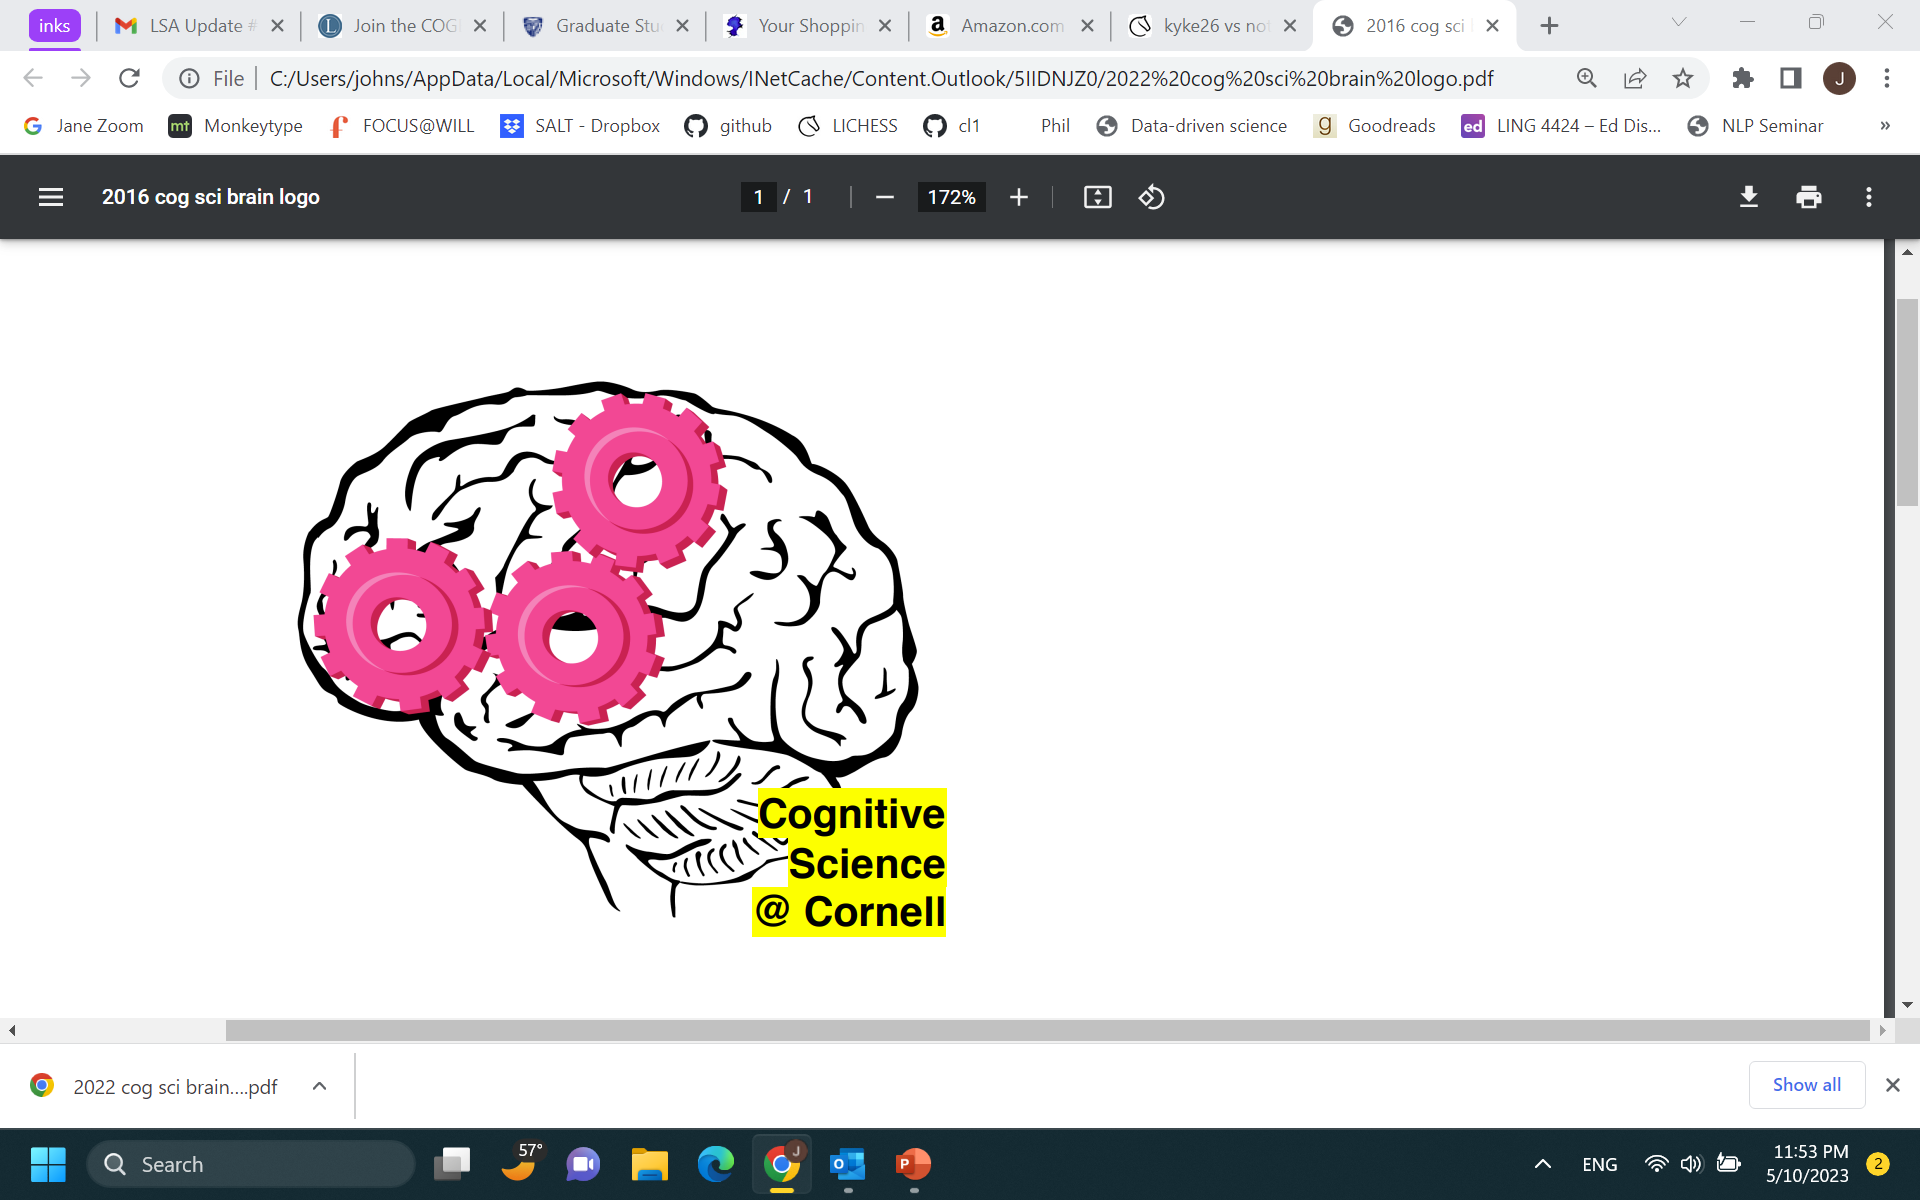 inks
LSA Update #
Join the COG
Graduate Stu
Your Shoppin
Amazon.com
kyke26 vs not
2016 cog sci
File
C:/Users/johns/AppData/Local/Microsoft/Windows/INetCache/Content.Outlook/5IIDNJZ0/2022%20cog%20sci%20brain%20logo.pdf
J
Jane Zoom
mt
Monkeytype
FOCUS@WILL
SALT - Dropbox
github
LICHESS
cl1
Phil
Data-driven science
g
Goodreads
ed
LING 4424 – Ed Dis...
NLP Seminar
»
2016 cog sci brain logo
1 / 1
172%
Cognitive
Science
@ Cornell
2022 cog sci brain....pdf
Show all
Search
57°
J
ENG
11:53 PM
5/10/2023
2